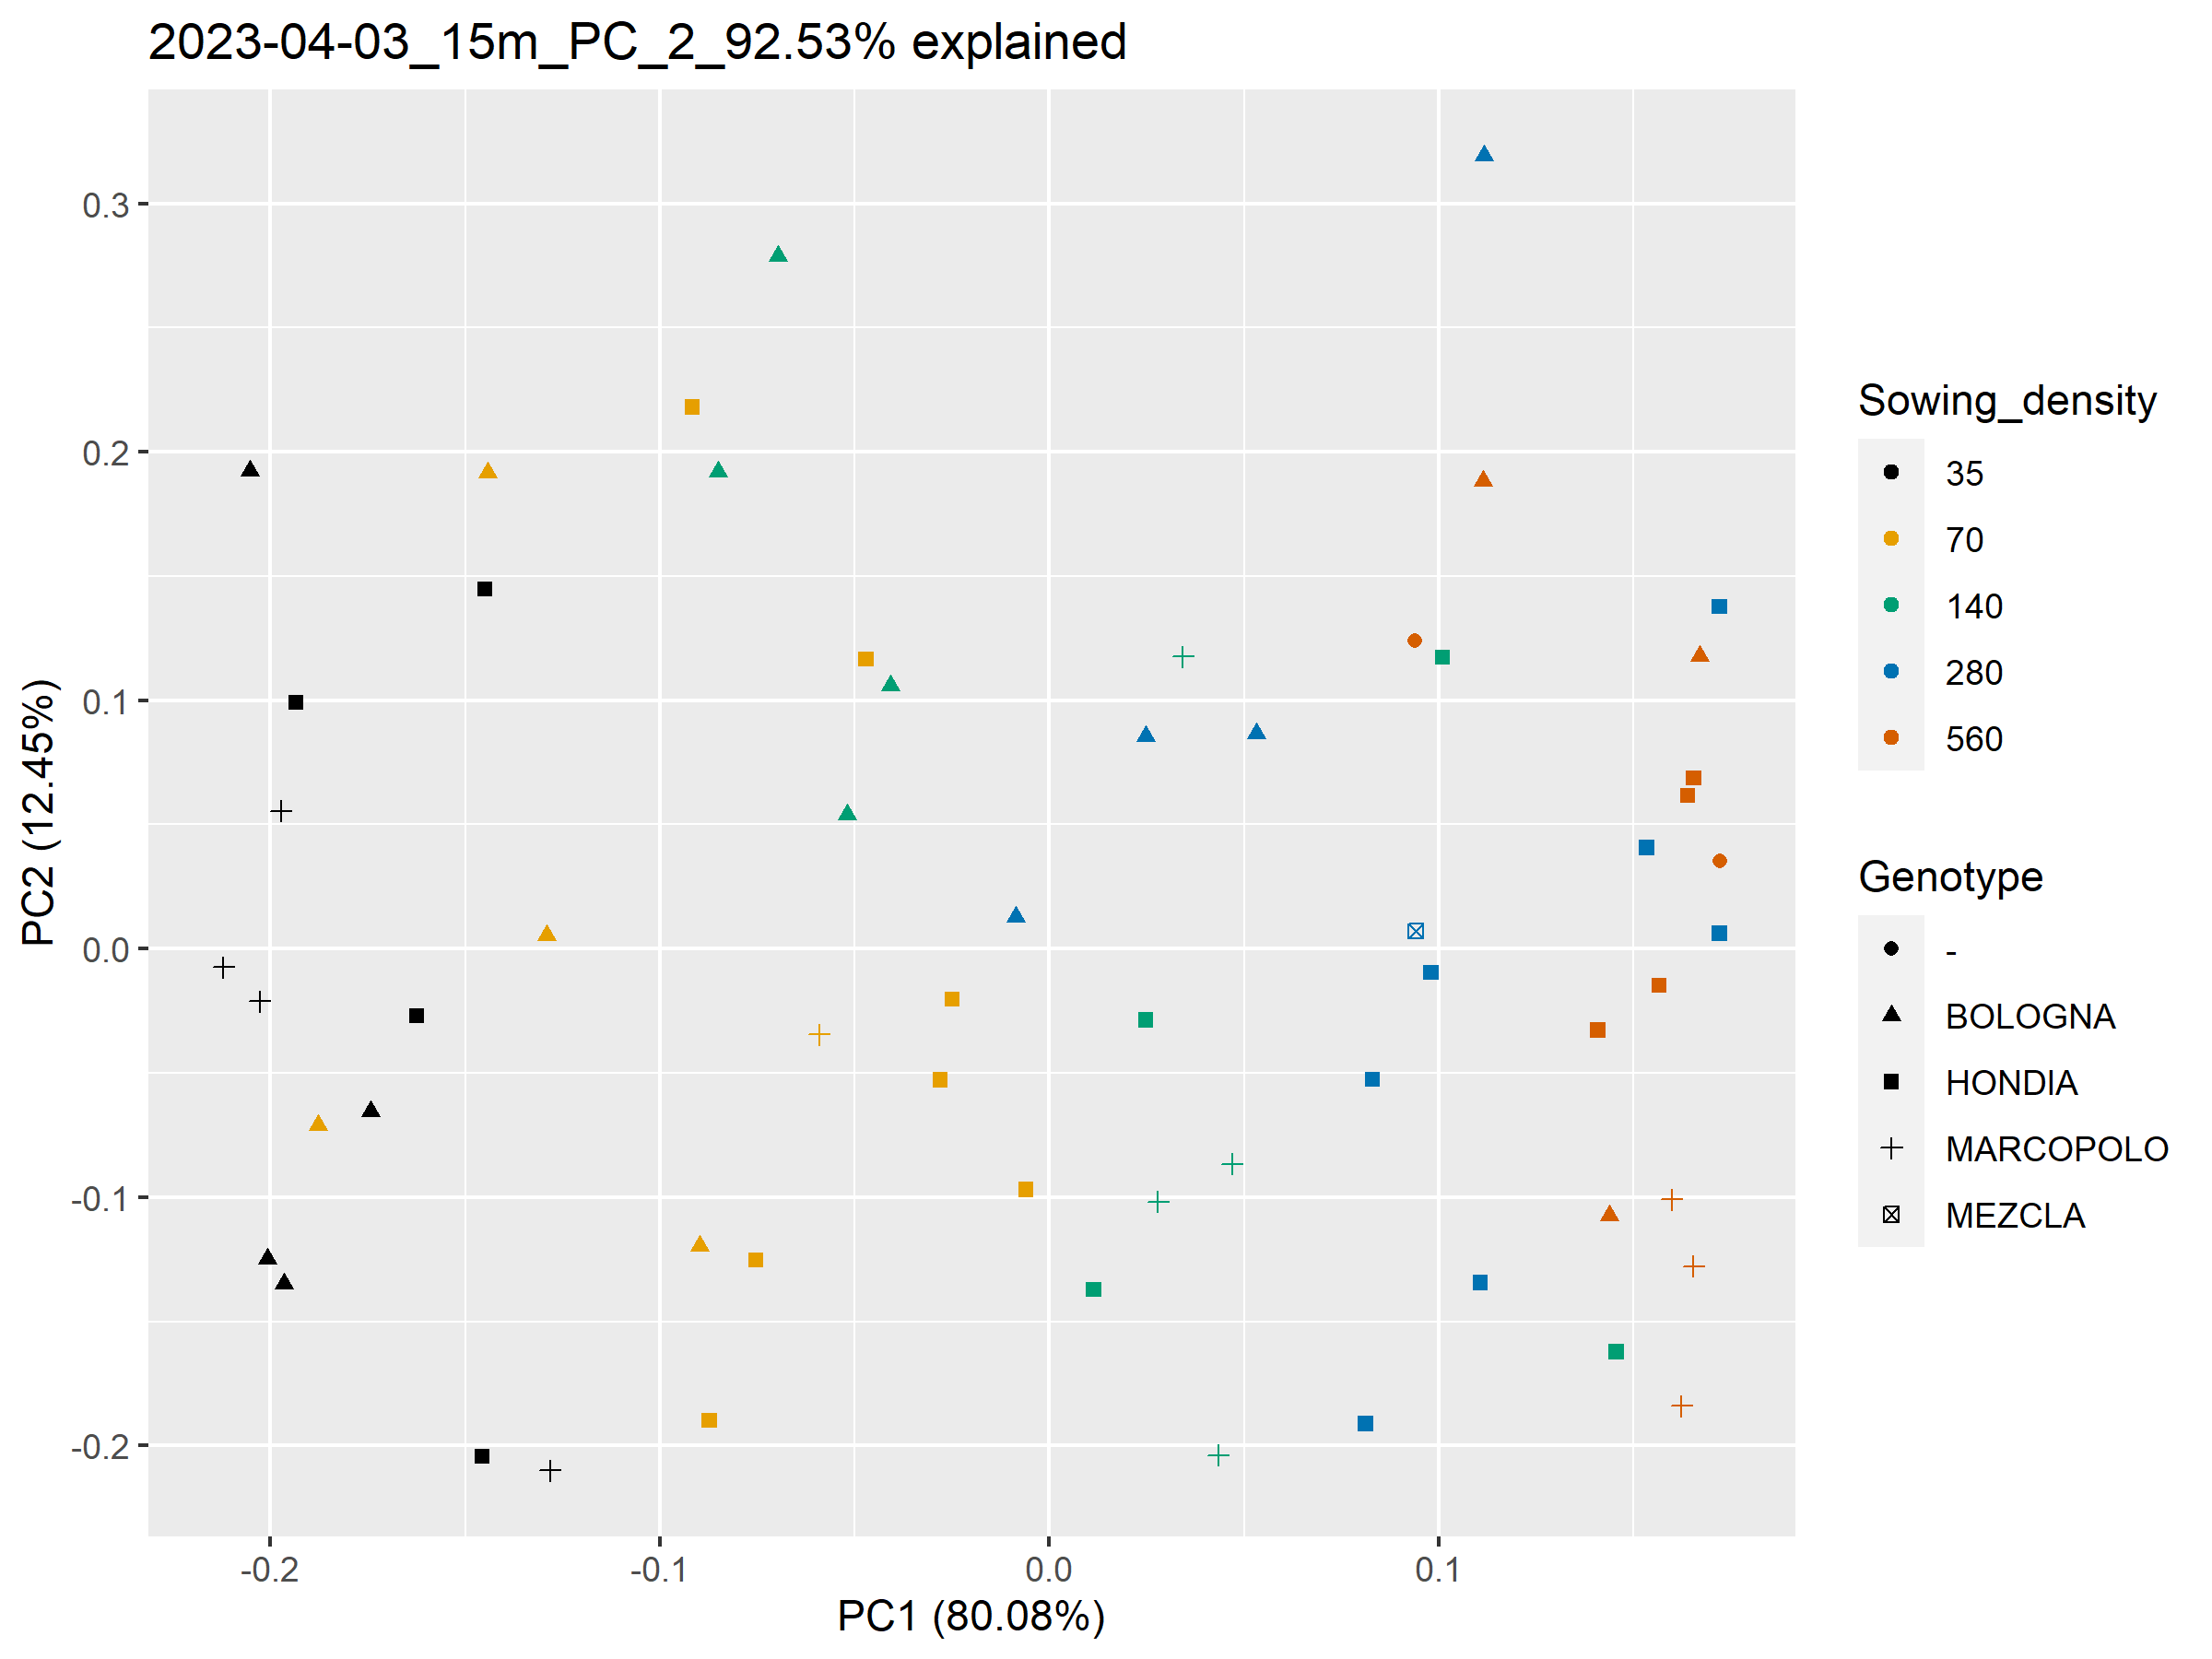 2023-04-03_15m_PC_2_92.53% explained
0.3
0.2
0.1
0.0
-0.1
-0.2
PC2 (12.45%)
-0.2
-0.1
0.0
0.1
PC1 (80.08%)
Sowing_density
35
70
140
280
560
Genotype
-
BOLOGNA
HONDIA
MARCOPOLO
MEZCLA